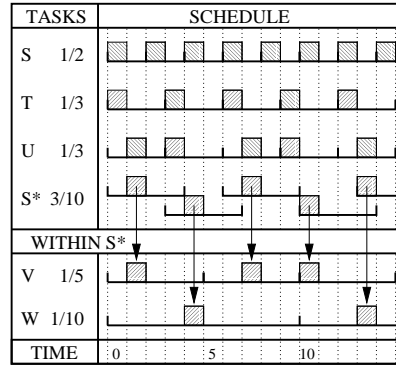 TASKS SCHEDULE
S 1/2
T 1/3
U 1/3
S* 3/10
WITHIN S*
V 1/5
W 1/10
TIME 0 5 10